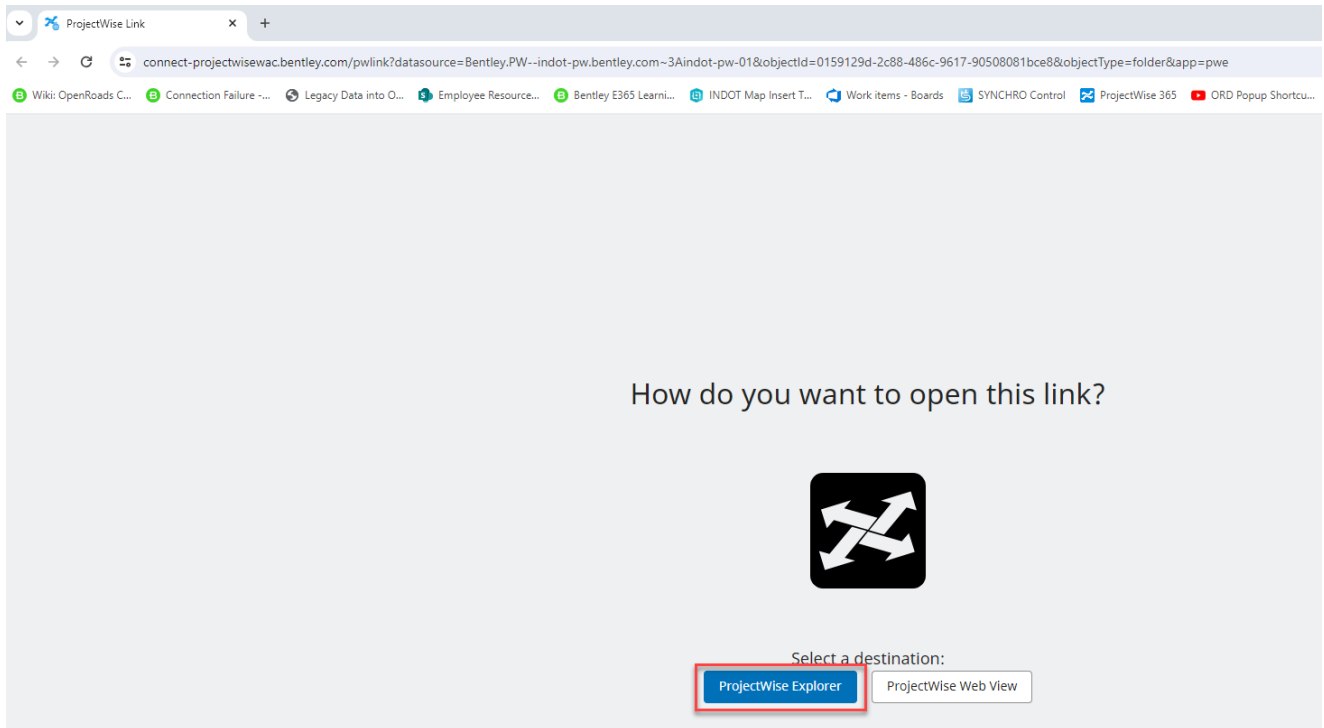 ProjectWise Link
connect-projectwisewac.bentley.com/pwlink?datasource=Bentley.PW--indot-pw.bentley.com~3Aindot-pw-01&objectId=0159129d-2c88-486c-9617-90508081bce8&objectType=folder&app=pwe
Wiki: OpenRoads C... Connection Failure -... Legacy Data into O... Employee Resource... Bentley E365 Learni... INDOT Map Insert T... Work items - Boards SYNCHRO Control ProjectWise 365 ORD Popup Shortcu...
How do you want to open this link?
Select a destination:
ProjectWise Explorer ProjectWise Web View